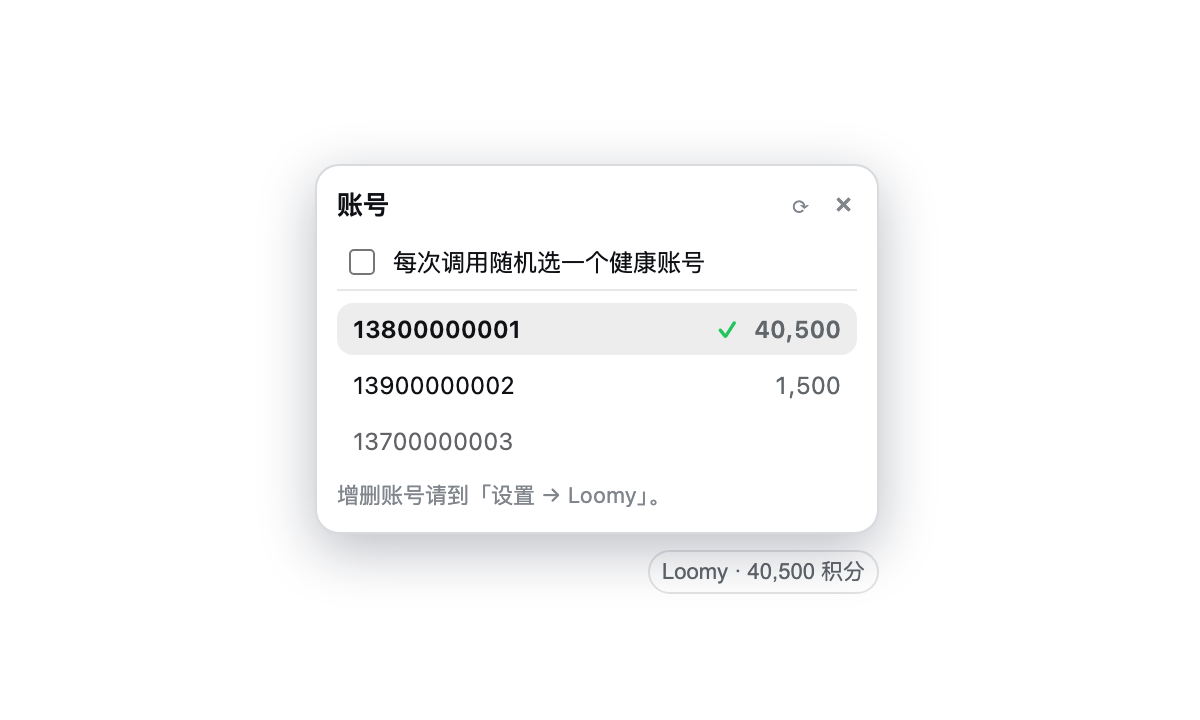 账号
每次调用随机选一个健康账号
13800000001 ✓ 40,500
13900000002 1,500
13700000003
增删账号请到「设置 → Loomy」。
Loomy · 40,500 积分